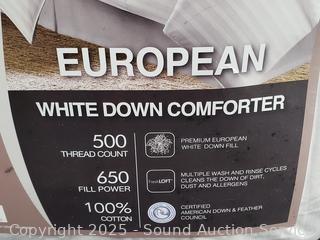 EUROPEAN
WHITE DOWN COMFORTER
500
THREAD COUNT
PREMIUM EUROPEAN
WHITE DOWN FILL
650
FILL POWER
FreshLOFT
MULTIPLE WASH AND RINSE CYCLES
CLEANS THE DOWN OF DIRT,
DUST AND ALLERGENS
100%
COTTON
CERTIFIED
AMERICAN DOWN & FEATHER
COUNCIL
Copyright 2025 - Sound Auction Service